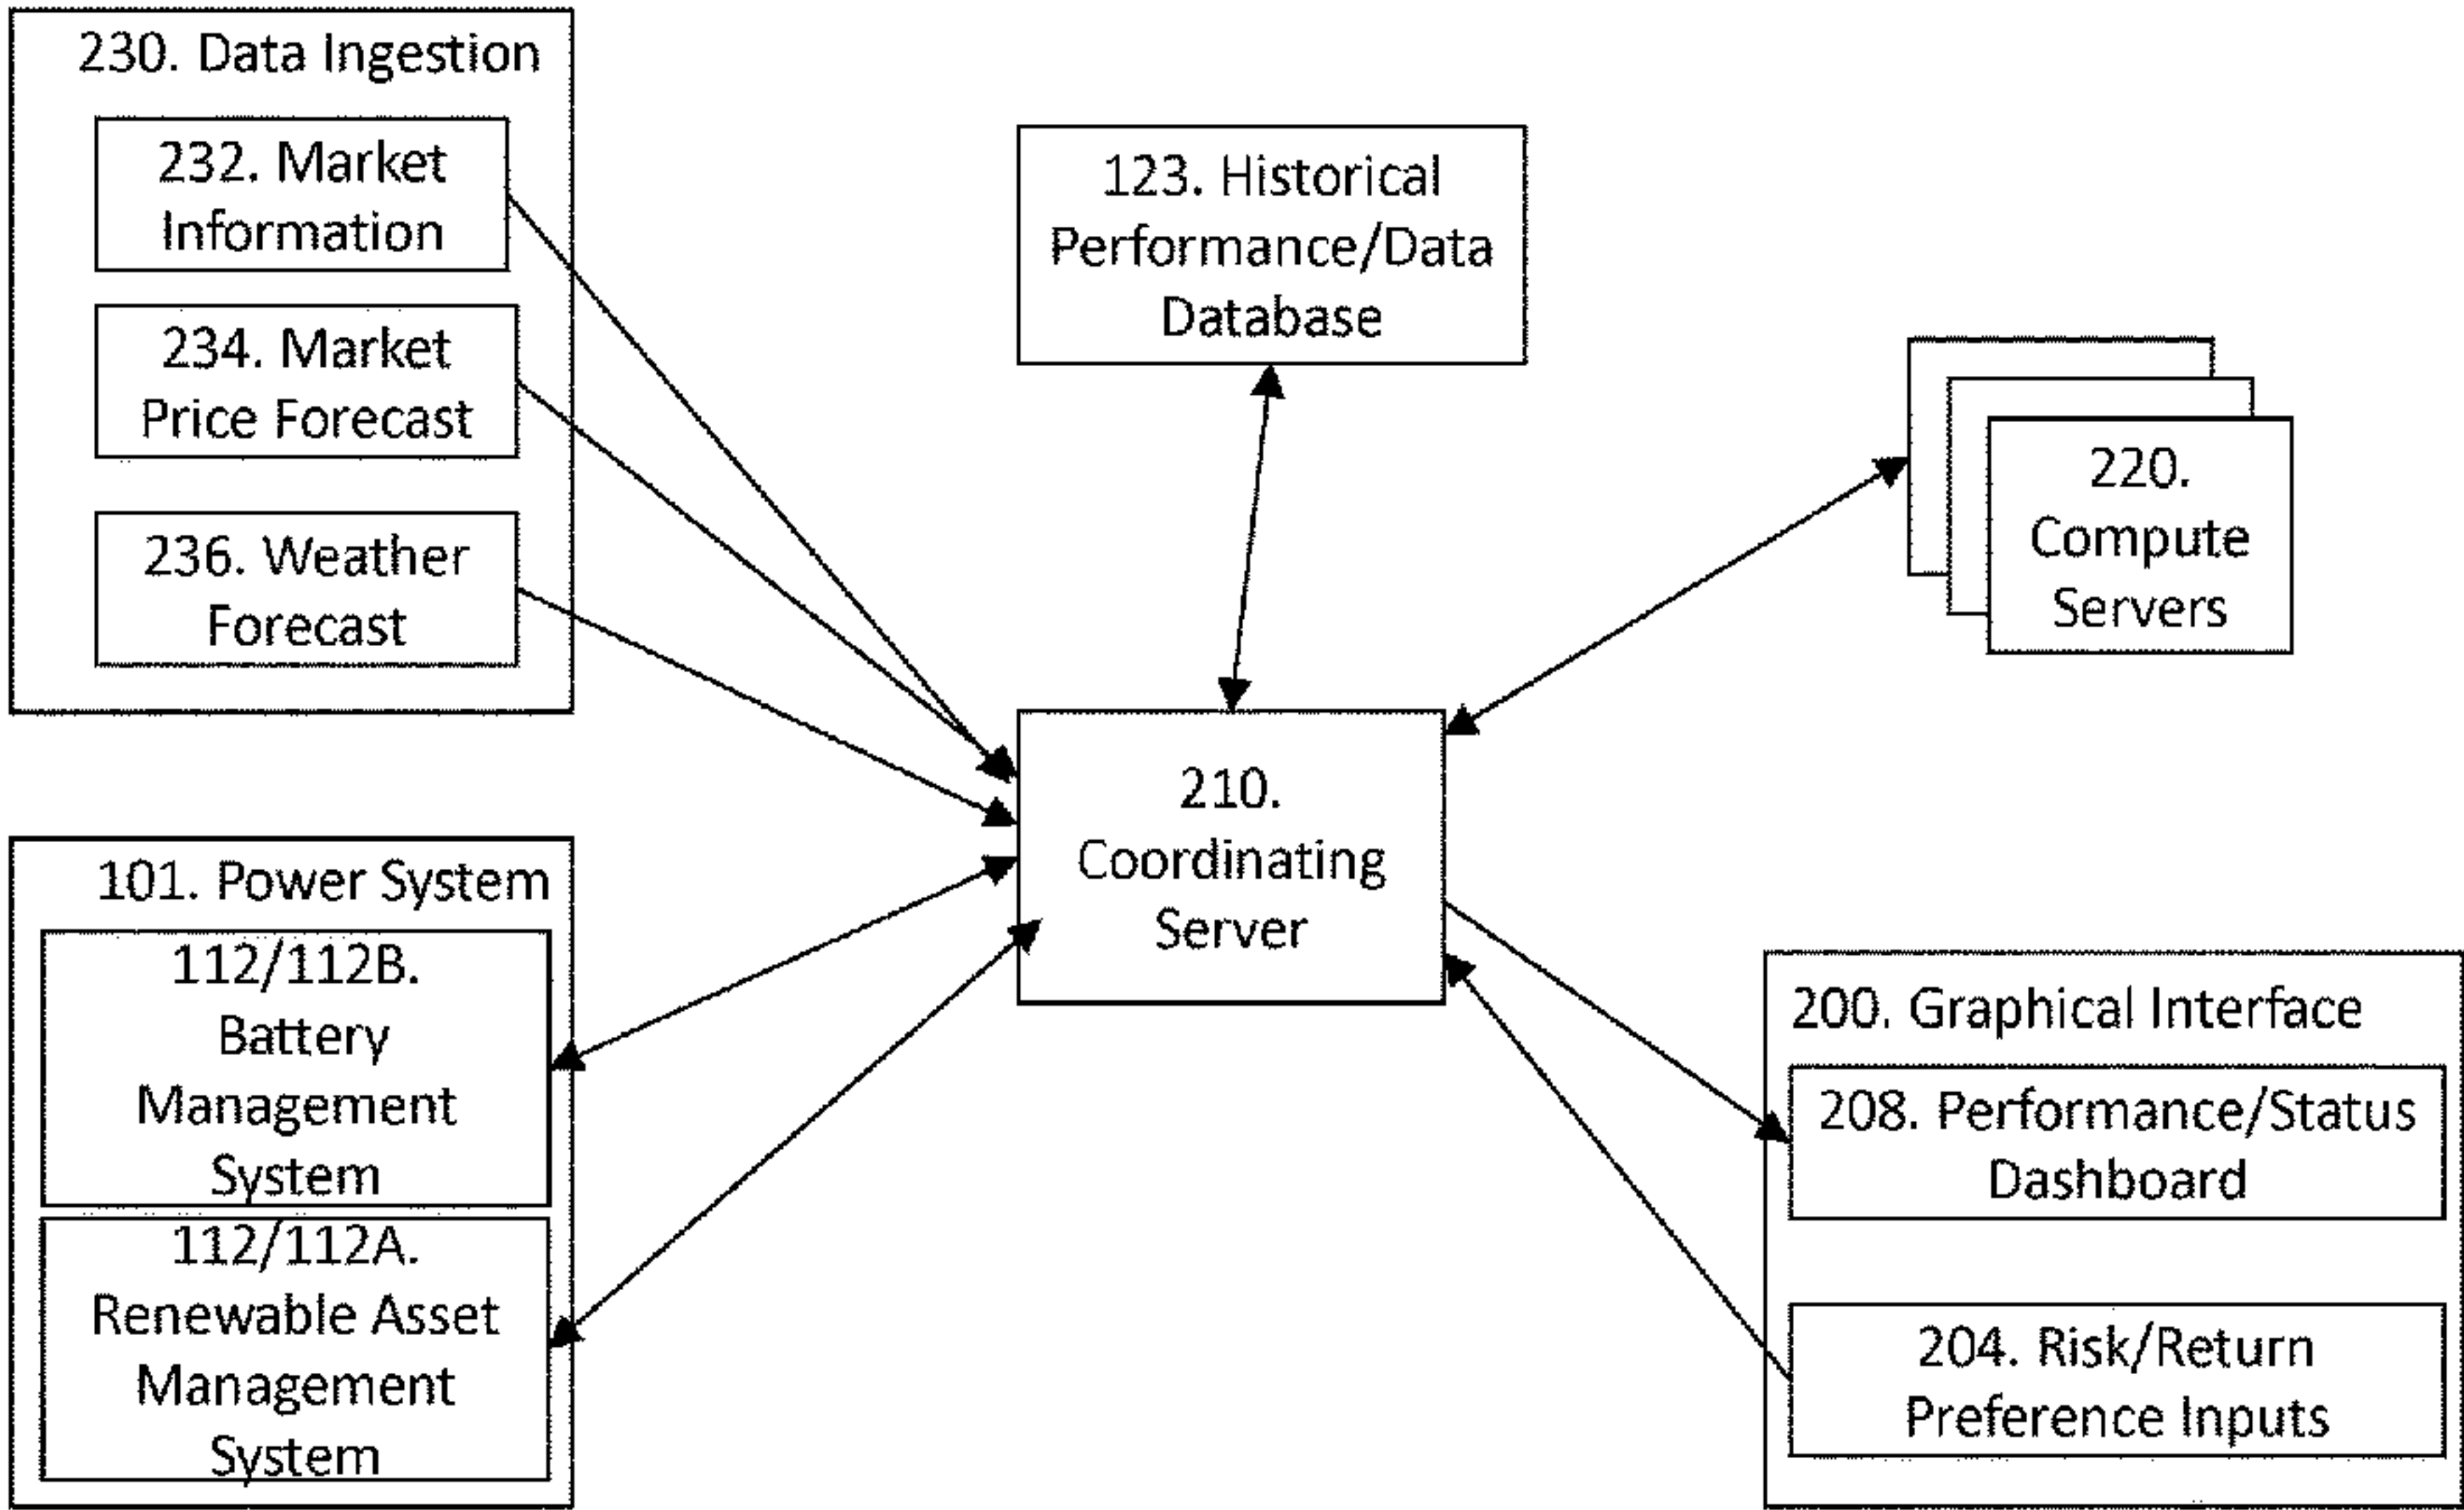 230. Data Ingestion
232. Market
Information
234. Market
Price Forecast
236. Weather
Forecast
123. Historical
Performance/Data
Database
220.
Compute
Servers
210.
Coordinating
Server
101. Power System
112/112B.
Battery
Management
System
112/112A.
Renewable Asset
Management
System
200. Graphical Interface
208. Performance/Status
Dashboard
204. Risk/Return
Preference Inputs